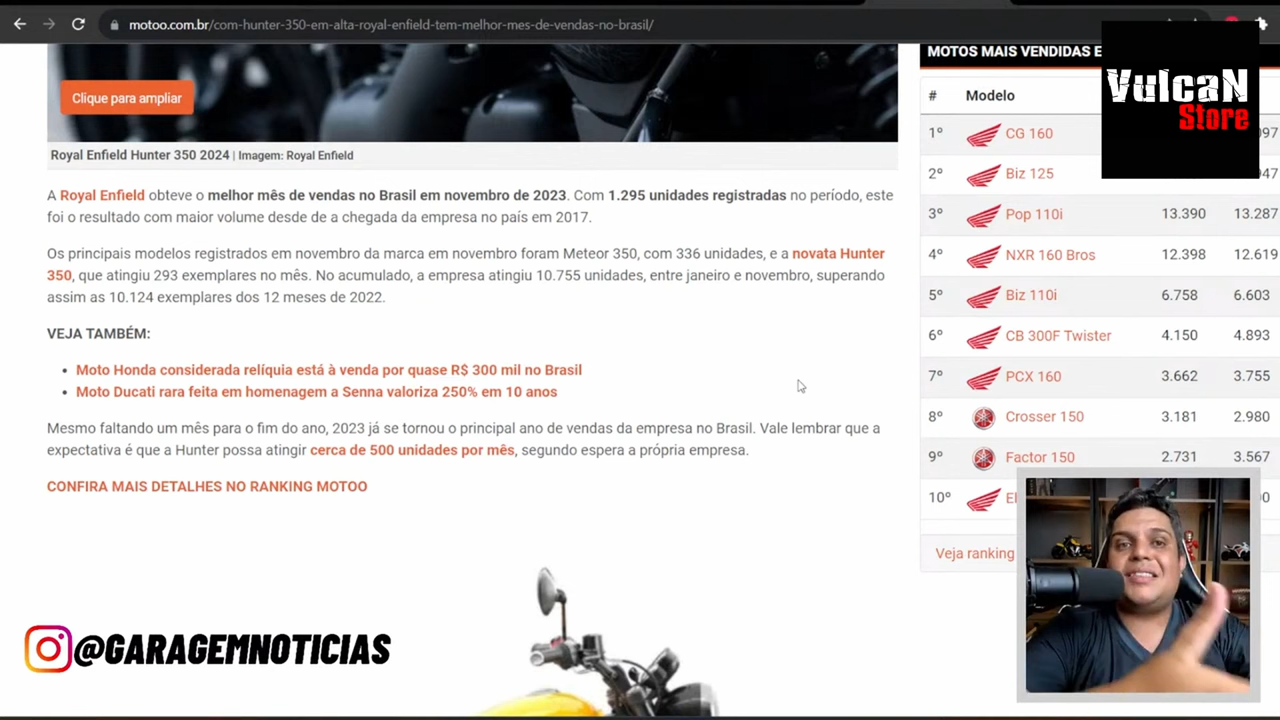 motoo.com.br/com-hunter-350-em-alta-royal-enfield-tem-melhor-mes-de-vendas-no-brasil/
Clique para ampliar
Royal Enfield Hunter 350 2024 | Imagem: Royal Enfield
A Royal Enfield obteve o melhor mês de vendas no Brasil em novembro de 2023. Com 1.295 unidades registradas no período, este
foi o resultado com maior volume desde de a chegada da empresa no país em 2017.
Os principais modelos registrados em novembro da marca em novembro foram Meteor 350, com 336 unidades, e a novata Hunter
350, que atingiu 293 exemplares no mês. No acumulado, a empresa atingiu 10.755 unidades, entre janeiro e novembro, superando
assim as 10.124 exemplares dos 12 meses de 2022.
VEJA TAMBÉM:
• Moto Honda considerada relíquia está à venda por quase R$ 300 mil no Brasil
• Moto Ducati rara feita em homenagem a Senna valoriza 250% em 10 anos
Mesmo faltando um mês para o fim do ano, 2023 já se tornou o principal ano de vendas da empresa no Brasil. Vale lembrar que a
expectativa é que a Hunter possa atingir cerca de 500 unidades por mês, segundo espera a própria empresa.
CONFIRA MAIS DETALHES NO RANKING MOTOO
@GARAGEMNOTICIAS
MOTOS MAIS VENDIDAS
# Modelo
1º CG 160
2º Biz 125
3º Pop 110i 13.390 13.287
4º NXR 160 Bros 12.398 12.619
5º Biz 110i 6.758 6.603
6º CB 300F Twister 4.150 4.893
7º PCX 160 3.662 3.755
8º Crosser 150 3.181 2.980
9º Factor 150 2.731 3.567
10º
Veja ranking
VulcaN
Store